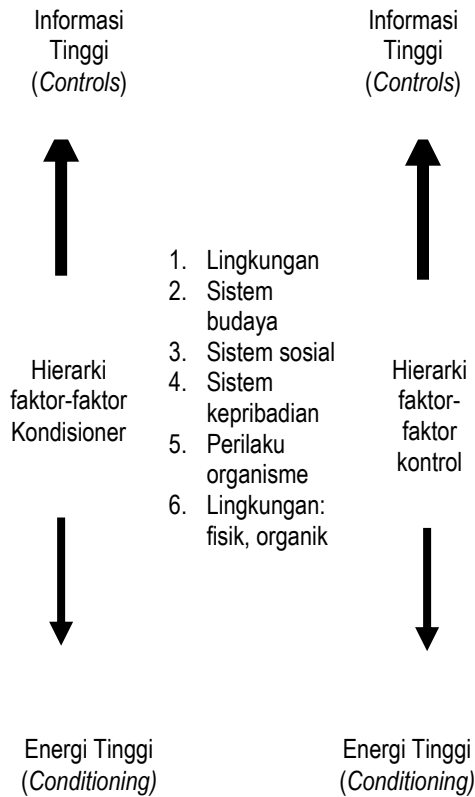 Informasi
Tinggi
(Controls)
Informasi
Tinggi
(Controls)
1. Lingkungan
2. Sistem
budaya
3. Sistem sosial
4. Sistem
kepribadian
5. Perilaku
organisme
6. Lingkungan:
fisik, organik
Hierarki
faktor-faktor
Kondisioner
Hierarki
faktor-
faktor
kontrol
Energi Tinggi
(Conditioning)
Energi Tinggi
(Conditioning)